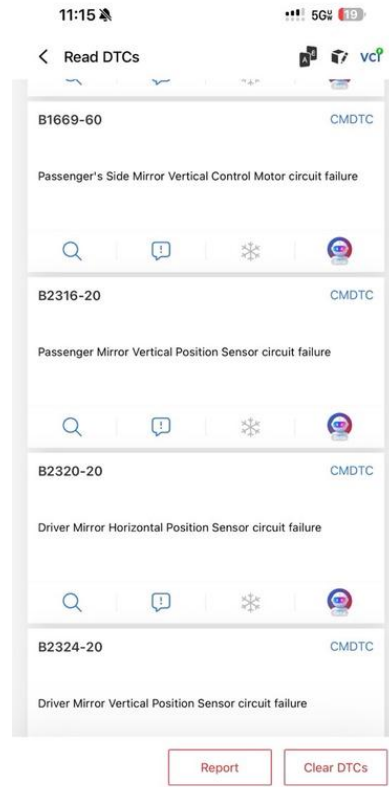 11:15
5G 19
Read DTCs
A 文
vci
B1669-60 CMDTC
Passenger's Side Mirror Vertical Control Motor circuit failure
B2316-20 CMDTC
Passenger Mirror Vertical Position Sensor circuit failure
B2320-20 CMDTC
Driver Mirror Horizontal Position Sensor circuit failure
B2324-20 CMDTC
Driver Mirror Vertical Position Sensor circuit failure
Report Clear DTCs